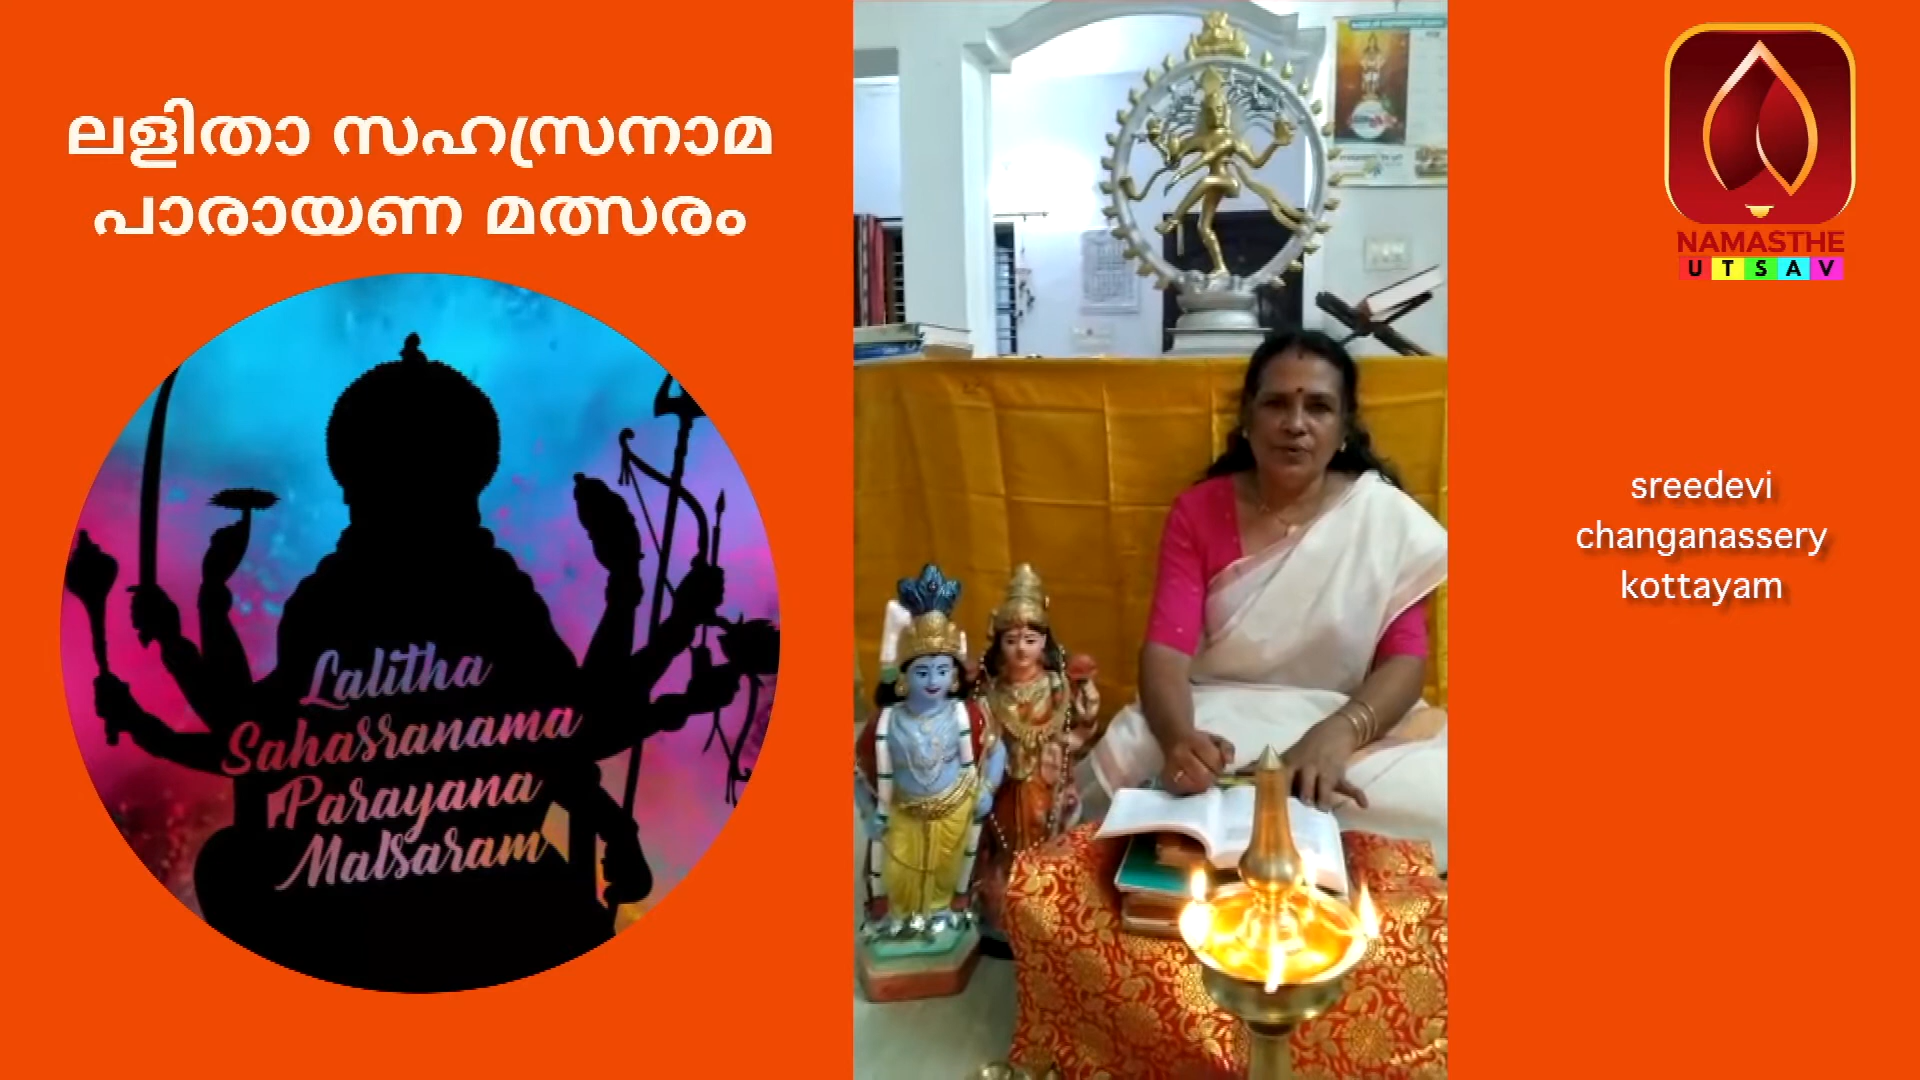 ലളിതാ സഹസ്രനാമ
പാരായണ മത്സരം
Lalitha
Sahasranama
Parayana
Malsaram
NAMASTHE
UTSAV
sreedevi
changanassery
kottayam